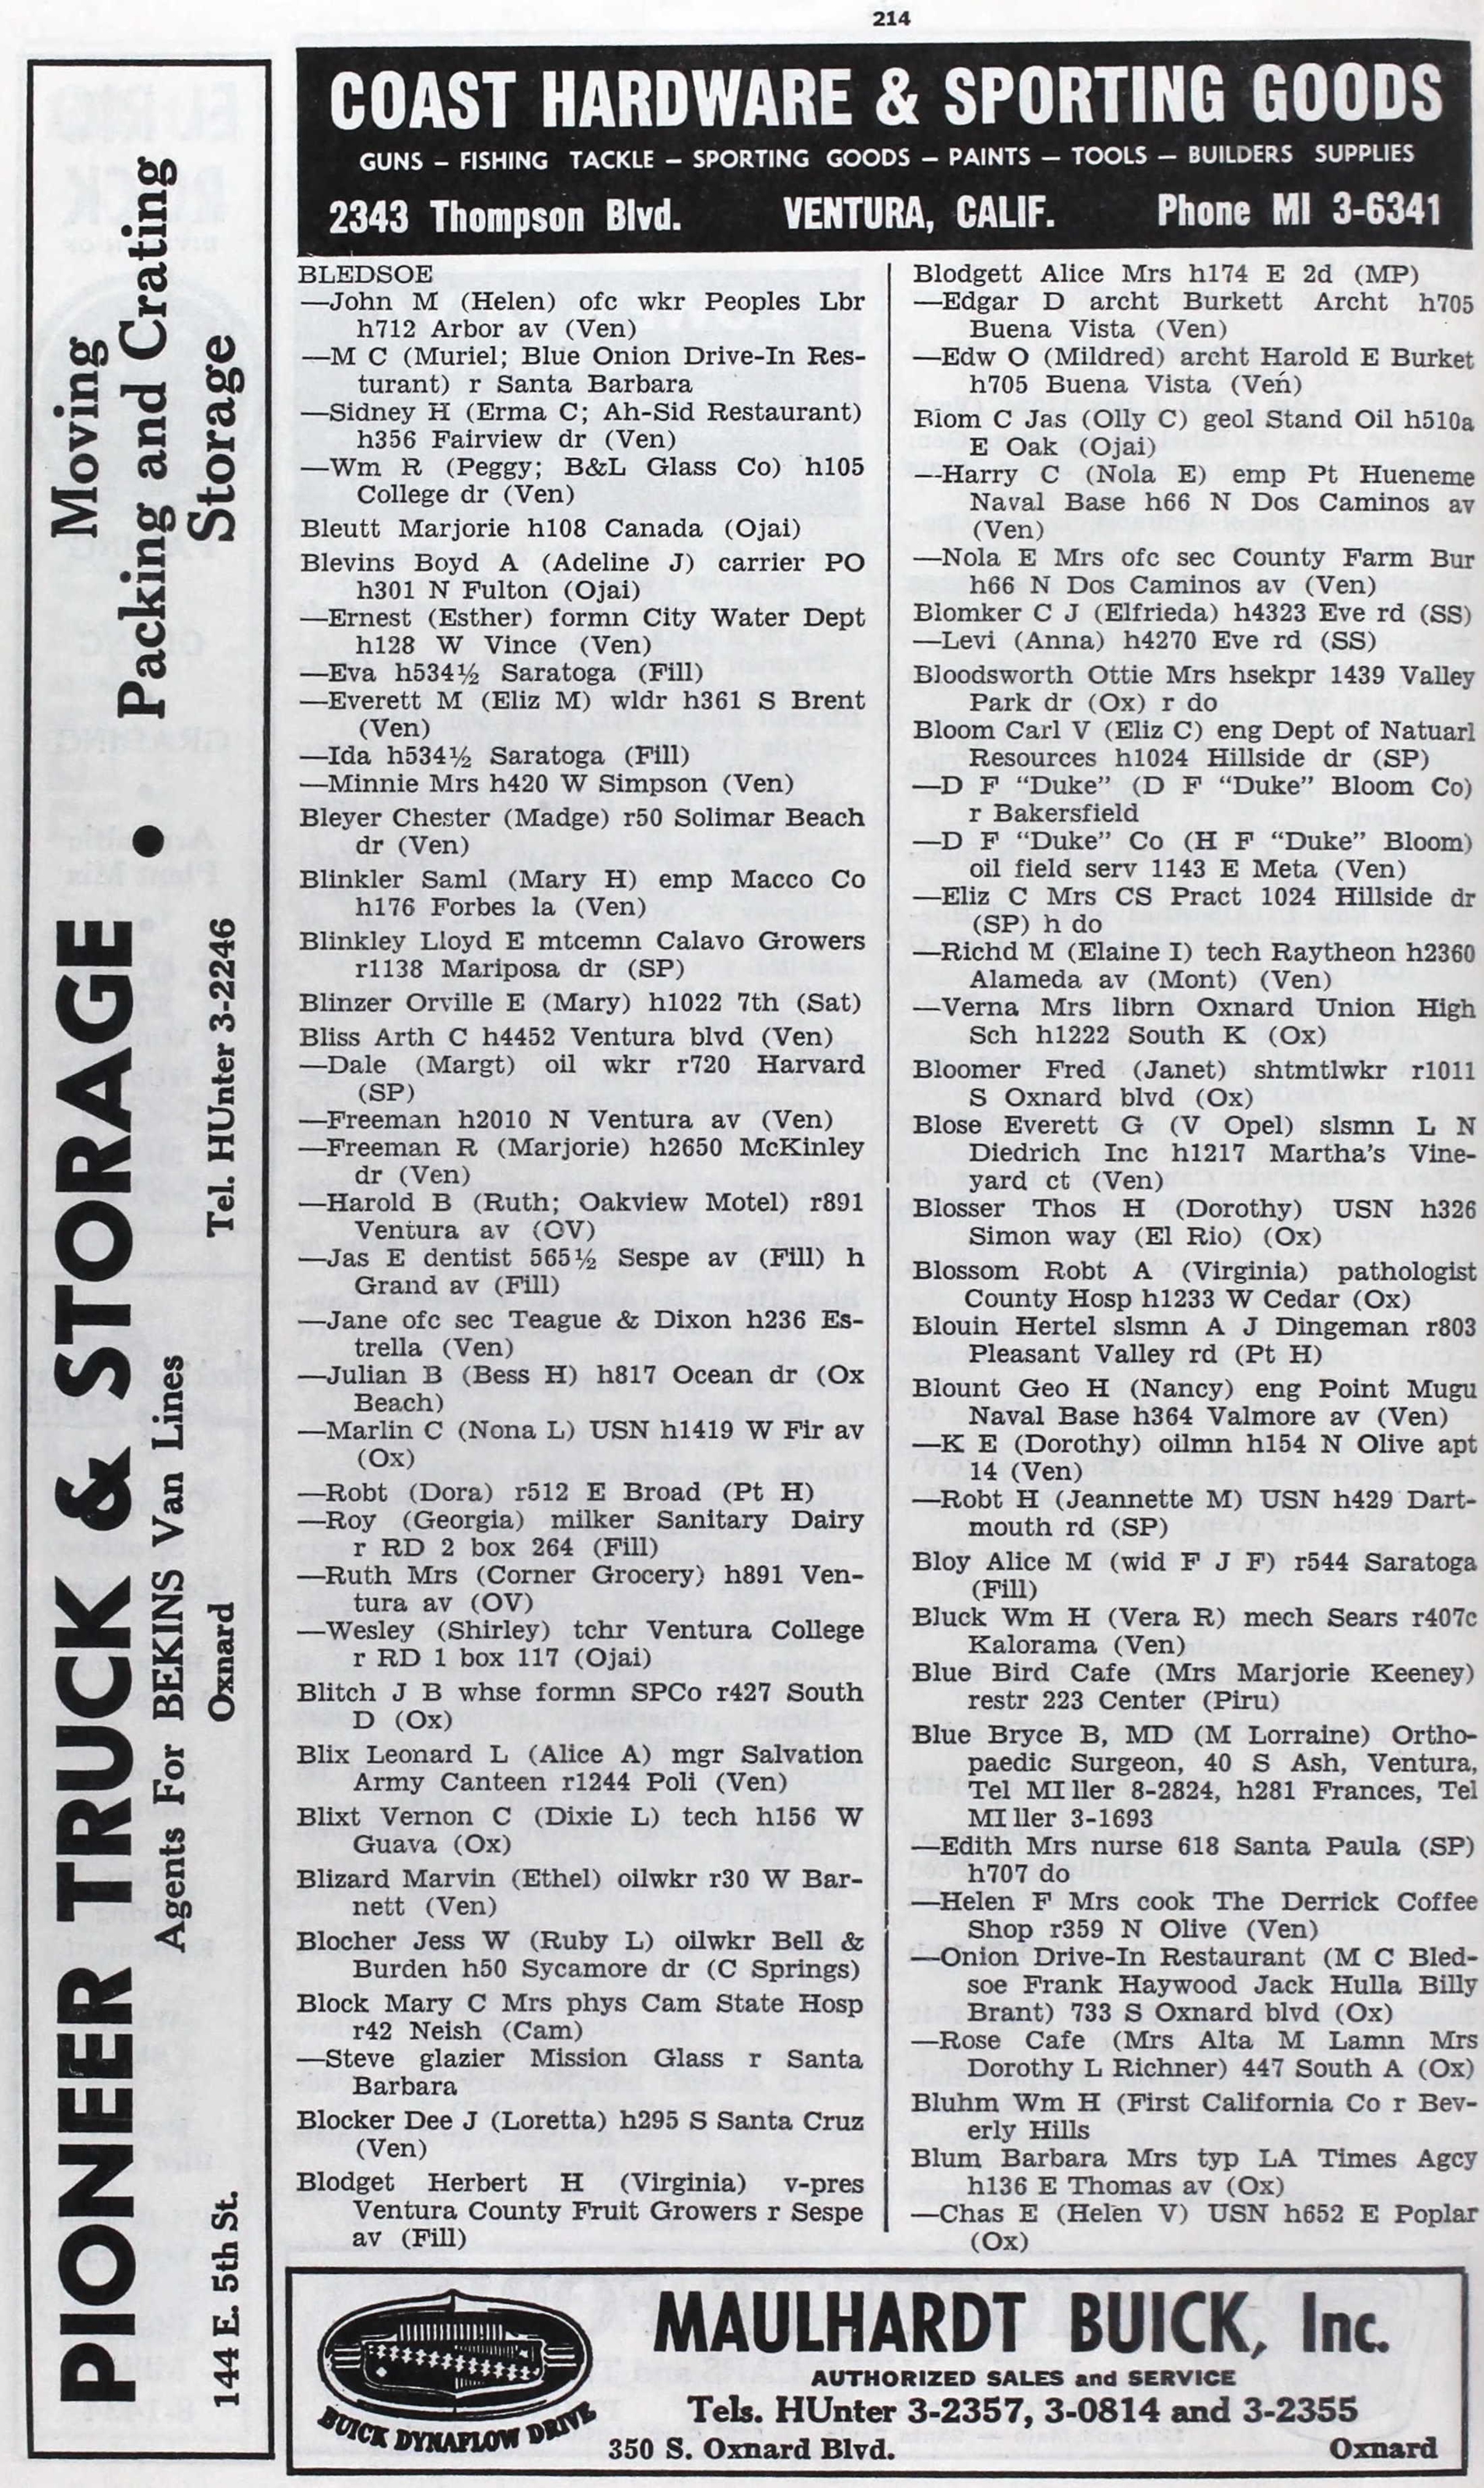 214
COAST HARDWARE & SPORTING GOODS
GUNS – FISHING TACKLE – SPORTING GOODS – PAINTS – TOOLS – BUILDERS SUPPLIES
2343 Thompson Blvd. VENTURA, CALIF. Phone MI 3-6341
PIONEER TRUCK & STORAGE • Moving
Packing and Crating
Storage
Agents For BEKINS Van Lines
144 E. 5th St. Oxnard Tel. HUnter 3-2246
BLEDSOE
—John M (Helen) ofc wkr Peoples Lbr
h712 Arbor av (Ven)
—M C (Muriel; Blue Onion Drive-In Res-
turant) r Santa Barbara
—Sidney H (Erma C; Ah-Sid Restaurant)
h356 Fairview dr (Ven)
—Wm R (Peggy; B&L Glass Co) h105
College dr (Ven)
Bleutt Marjorie h108 Canada (Ojai)
Blevins Boyd A (Adeline J) carrier PO
h301 N Fulton (Ojai)
—Ernest (Esther) formn City Water Dept
h128 W Vince (Ven)
—Eva h534½ Saratoga (Fill)
—Everett M (Eliz M) wldr h361 S Brent
(Ven)
—Ida h534½ Saratoga (Fill)
—Minnie Mrs h420 W Simpson (Ven)
Bleyer Chester (Madge) r50 Solimar Beach
dr (Ven)
Blinkler Saml (Mary H) emp Macco Co
h176 Forbes la (Ven)
Blinkley Lloyd E mtcemn Calavo Growers
r1138 Mariposa dr (SP)
Blinzer Orville E (Mary) h1022 7th (Sat)
Bliss Arth C h4452 Ventura blvd (Ven)
—Dale (Margt) oil wkr r720 Harvard
(SP)
—Freeman h2010 N Ventura av (Ven)
—Freeman R (Marjorie) h2650 McKinley
dr (Ven)
—Harold B (Ruth; Oakview Motel) r891
Ventura av (OV)
—Jas E dentist 565½ Sespe av (Fill) h
Grand av (Fill)
—Jane ofc sec Teague & Dixon h236 Es-
trella (Ven)
—Julian B (Bess H) h817 Ocean dr (Ox
Beach)
—Marlin C (Nona L) USN h1419 W Fir av
(Ox)
—Robt (Dora) r512 E Broad (Pt H)
—Roy (Georgia) milker Sanitary Dairy
r RD 2 box 264 (Fill)
—Ruth Mrs (Corner Grocery) h891 Ven-
tura av (OV)
—Wesley (Shirley) tchr Ventura College
r RD 1 box 117 (Ojai)
Blitch J B whse formn SPCo r427 South
D (Ox)
Blix Leonard L (Alice A) mgr Salvation
Army Canteen r1244 Poli (Ven)
Blixt Vernon C (Dixie L) tech h156 W
Guava (Ox)
Blizard Marvin (Ethel) oilwkr r30 W Bar-
nett (Ven)
Blocher Jess W (Ruby L) oilwkr Bell &
Burden h50 Sycamore dr (C Springs)
Block Mary C Mrs phys Cam State Hosp
r42 Neish (Cam)
—Steve glazier Mission Glass r Santa
Barbara
Blocker Dee J (Loretta) h295 S Santa Cruz
(Ven)
Blodget Herbert H (Virginia) v-pres
Ventura County Fruit Growers r Sespe
av (Fill)
Blodgett Alice Mrs h174 E 2d (MP)
—Edgar D archt Burkett Archt h705
Buena Vista (Ven)
—Edw O (Mildred) archt Harold E Burket
h705 Buena Vista (Ven)
Blom C Jas (Olly C) geol Stand Oil h510a
E Oak (Ojai)
—Harry C (Nola E) emp Pt Hueneme
Naval Base h66 N Dos Caminos av
(Ven)
—Nola E Mrs ofc sec County Farm Bur
h66 N Dos Caminos av (Ven)
Blomker C J (Elfrieda) h4323 Eve rd (SS)
—Levi (Anna) h4270 Eve rd (SS)
Bloodsworth Ottie Mrs hsekpr 1439 Valley
Park dr (Ox) r do
Bloom Carl V (Eliz C) eng Dept of Natuarl
Resources h1024 Hillside dr (SP)
—D F "Duke" (D F "Duke" Bloom Co)
r Bakersfield
—D F "Duke" Co (H F "Duke" Bloom)
oil field serv 1143 E Meta (Ven)
—Eliz C Mrs CS Pract 1024 Hillside dr
(SP) h do
—Richd M (Elaine I) tech Raytheon h2360
Alameda av (Mont) (Ven)
—Verna Mrs librn Oxnard Union High
Sch h1222 South K (Ox)
Bloomer Fred (Janet) shtmtlwkr r1011
S Oxnard blvd (Ox)
Blose Everett G (V Opel) slsmn L N
Diedrich Inc h1217 Martha's Vine-
yard ct (Ven)
Blosser Thos H (Dorothy) USN h326
Simon way (El Rio) (Ox)
Blossom Robt A (Virginia) pathologist
County Hosp h1233 W Cedar (Ox)
Blouin Hertel slsmn A J Dingeman r803
Pleasant Valley rd (Pt H)
Blount Geo H (Nancy) eng Point Mugu
Naval Base h364 Valmore av (Ven)
—K E (Dorothy) oilmn h154 N Olive apt
14 (Ven)
—Robt H (Jeannette M) USN h429 Dart-
mouth rd (SP)
Bloy Alice M (wid F J F) r544 Saratoga
(Fill)
Bluck Wm H (Vera R) mech Sears r407c
Kalorama (Ven)
Blue Bird Cafe (Mrs Marjorie Keeney)
restr 223 Center (Piru)
Blue Bryce B, MD (M Lorraine) Ortho-
paedic Surgeon, 40 S Ash, Ventura,
Tel MI ller 8-2824, h281 Frances, Tel
MI ller 3-1693
—Edith Mrs nurse 618 Santa Paula (SP)
h707 do
—Helen F Mrs cook The Derrick Coffee
Shop r359 N Olive (Ven)
—Onion Drive-In Restaurant (M C Bled-
soe Frank Haywood Jack Hulla Billy
Brant) 733 S Oxnard blvd (Ox)
—Rose Cafe (Mrs Alta M Lamn Mrs
Dorothy L Richner) 447 South A (Ox)
Bluhm Wm H (First California Co r Bev-
erly Hills
Blum Barbara Mrs typ LA Times Agcy
h136 E Thomas av (Ox)
—Chas E (Helen V) USN h652 E Poplar
(Ox)
BUICK DYNAFLOW DRIVE
MAULHARDT BUICK, Inc.
AUTHORIZED SALES and SERVICE
Tels. HUnter 3-2357, 3-0814 and 3-2355
350 S. Oxnard Blvd. Oxnard